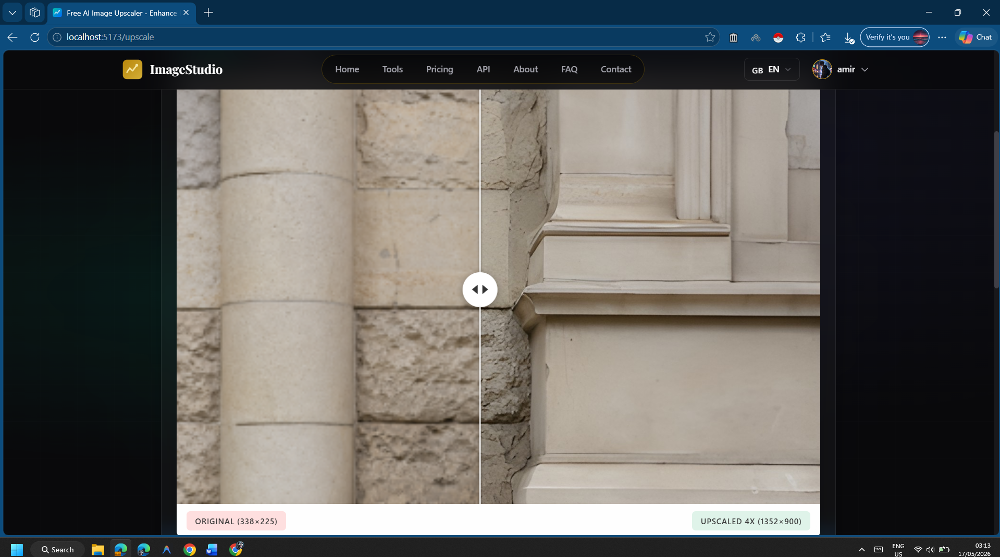 Free AI Image Upscaler - Enhance
localhost:5173/upscale
Verify it's you
Chat
ImageStudio
Home Tools Pricing API About FAQ Contact
GB EN
amir
ORIGINAL (338×225)
UPSCALED 4X (1352×900)
Search
ENG
US
03:13
17/05/2026